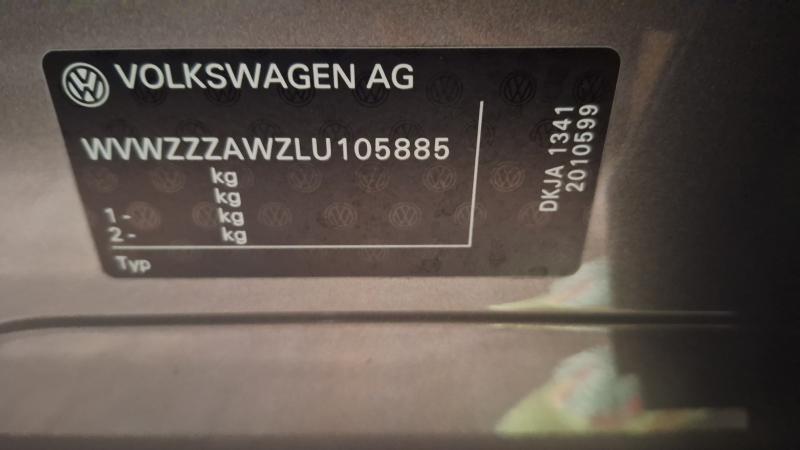 VOLKSWAGEN AG
WVWZZZAWZLU105885
kg
kg
1- kg
2- kg
Typ
DKJA 1341
2010599